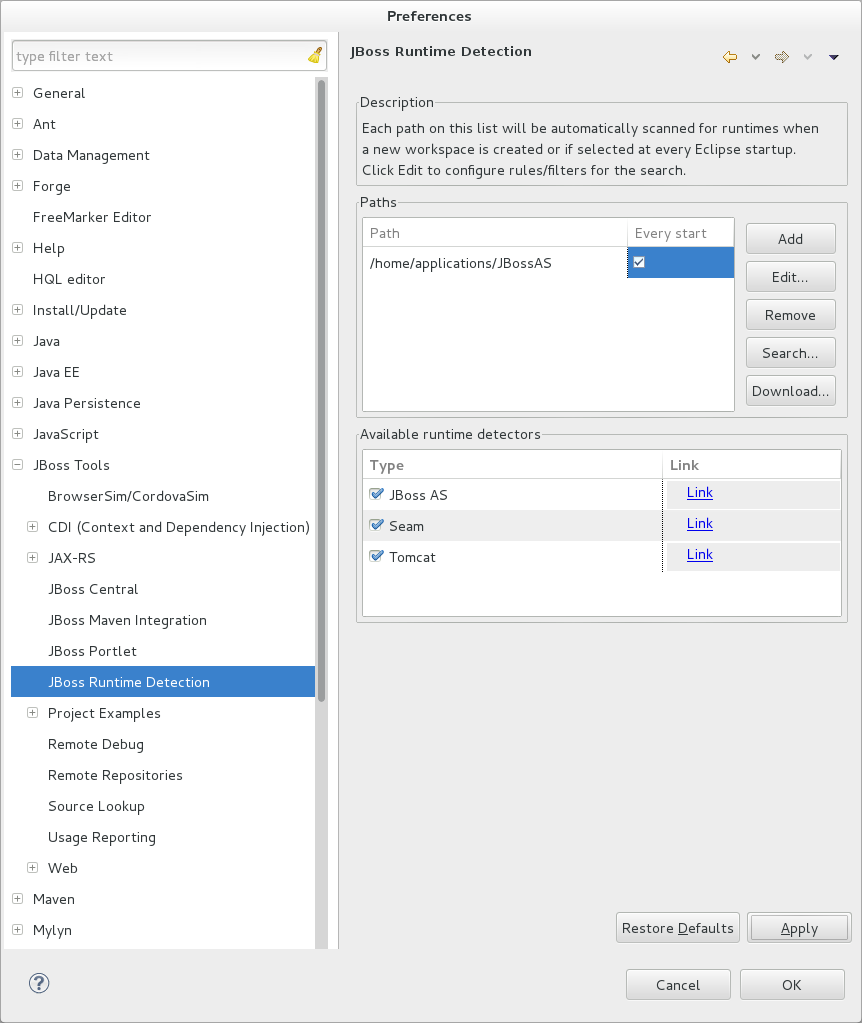 Preferences
type filter text
General
Ant
Data Management
Forge
FreeMarker Editor
Help
HQL editor
Install/Update
Java
Java EE
Java Persistence
JavaScript
JBoss Tools
BrowserSim/CordovaSim
CDI (Context and Dependency Injection)
JAX-RS
JBoss Central
JBoss Maven Integration
JBoss Portlet
JBoss Runtime Detection
Project Examples
Remote Debug
Remote Repositories
Source Lookup
Usage Reporting
Web
Maven
Mylyn
JBoss Runtime Detection
Description
Each path on this list will be automatically scanned for runtimes when
a new workspace is created or if selected at every Eclipse startup.
Click Edit to configure rules/filters for the search.
Paths
Path Every start
/home/applications/JBossAS
Add
Edit...
Remove
Search...
Download...
Available runtime detectors
Type Link
JBoss AS Link
Seam Link
Tomcat Link
Restore Defaults Apply
? Cancel OK